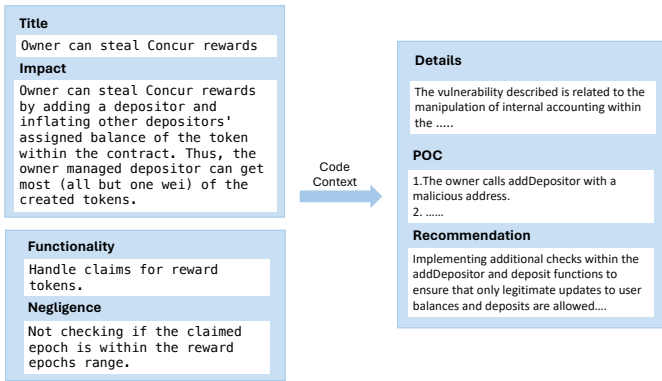 Title
Owner can steal Concur rewards
Impact
Owner can steal Concur rewards
by adding a depositor and
inflating other depositors'
assigned balance of the token
within the contract. Thus, the
owner managed depositor can get
most (all but one wei) of the
created tokens.
Functionality
Handle claims for reward
tokens.
Negligence
Not checking if the claimed
epoch is within the reward
epochs range.
Code
Context
Details
The vulnerability described is related to the
manipulation of internal accounting within
the .....
POC
1.The owner calls addDepositor with a
malicious address.
2. ......
Recommendation
Implementing additional checks within the
addDepositor and deposit functions to
ensure that only legitimate updates to user
balances and deposits are allowed....